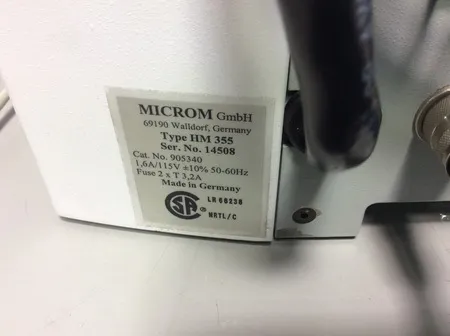 MICROM GmbH
69190 Walldorf, Germany
Type HM 355
Ser. No. 14508
Cat. No. 905340
1,6A/115V ±10% 50-60Hz
Fuse 2 x T 3,2A
Made in Germany
SA LR 66238
NRTL/C